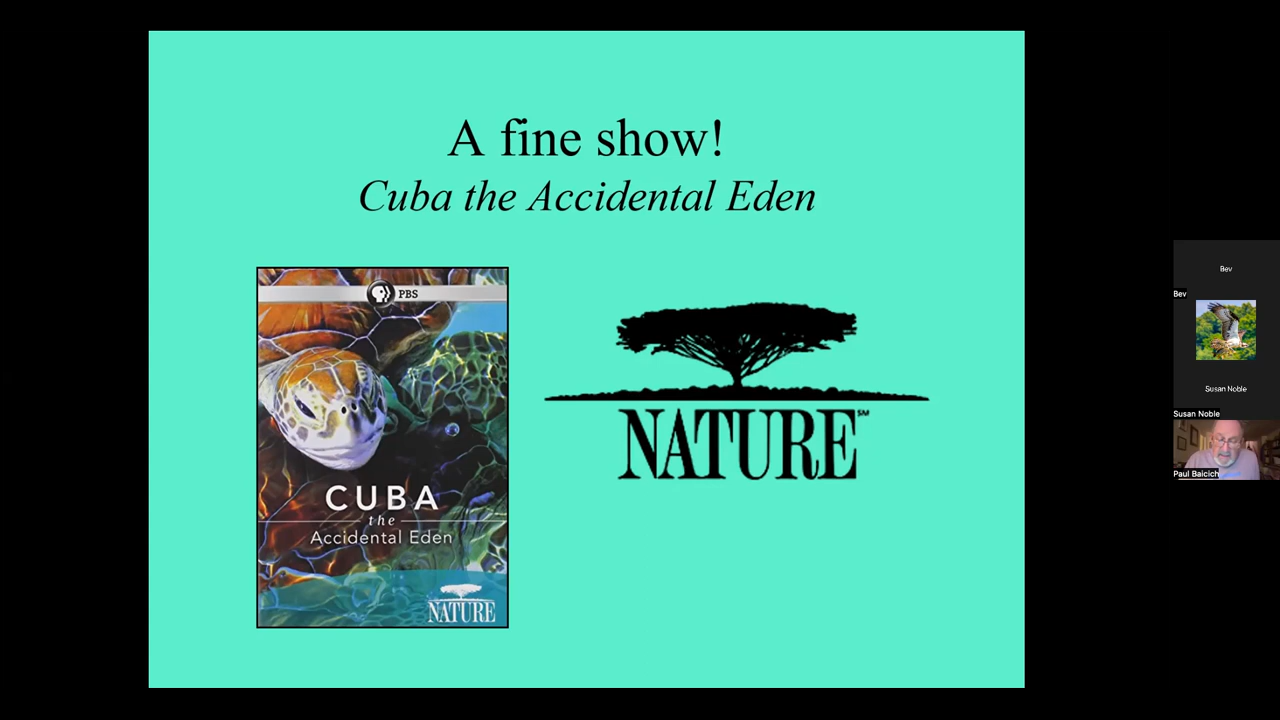 A fine show!
Cuba the Accidental Eden
PBS
CUBA
the
Accidental Eden
NATURE
NATURE℠
Bev
Bev
Susan Noble
Susan Noble
Paul Baicich